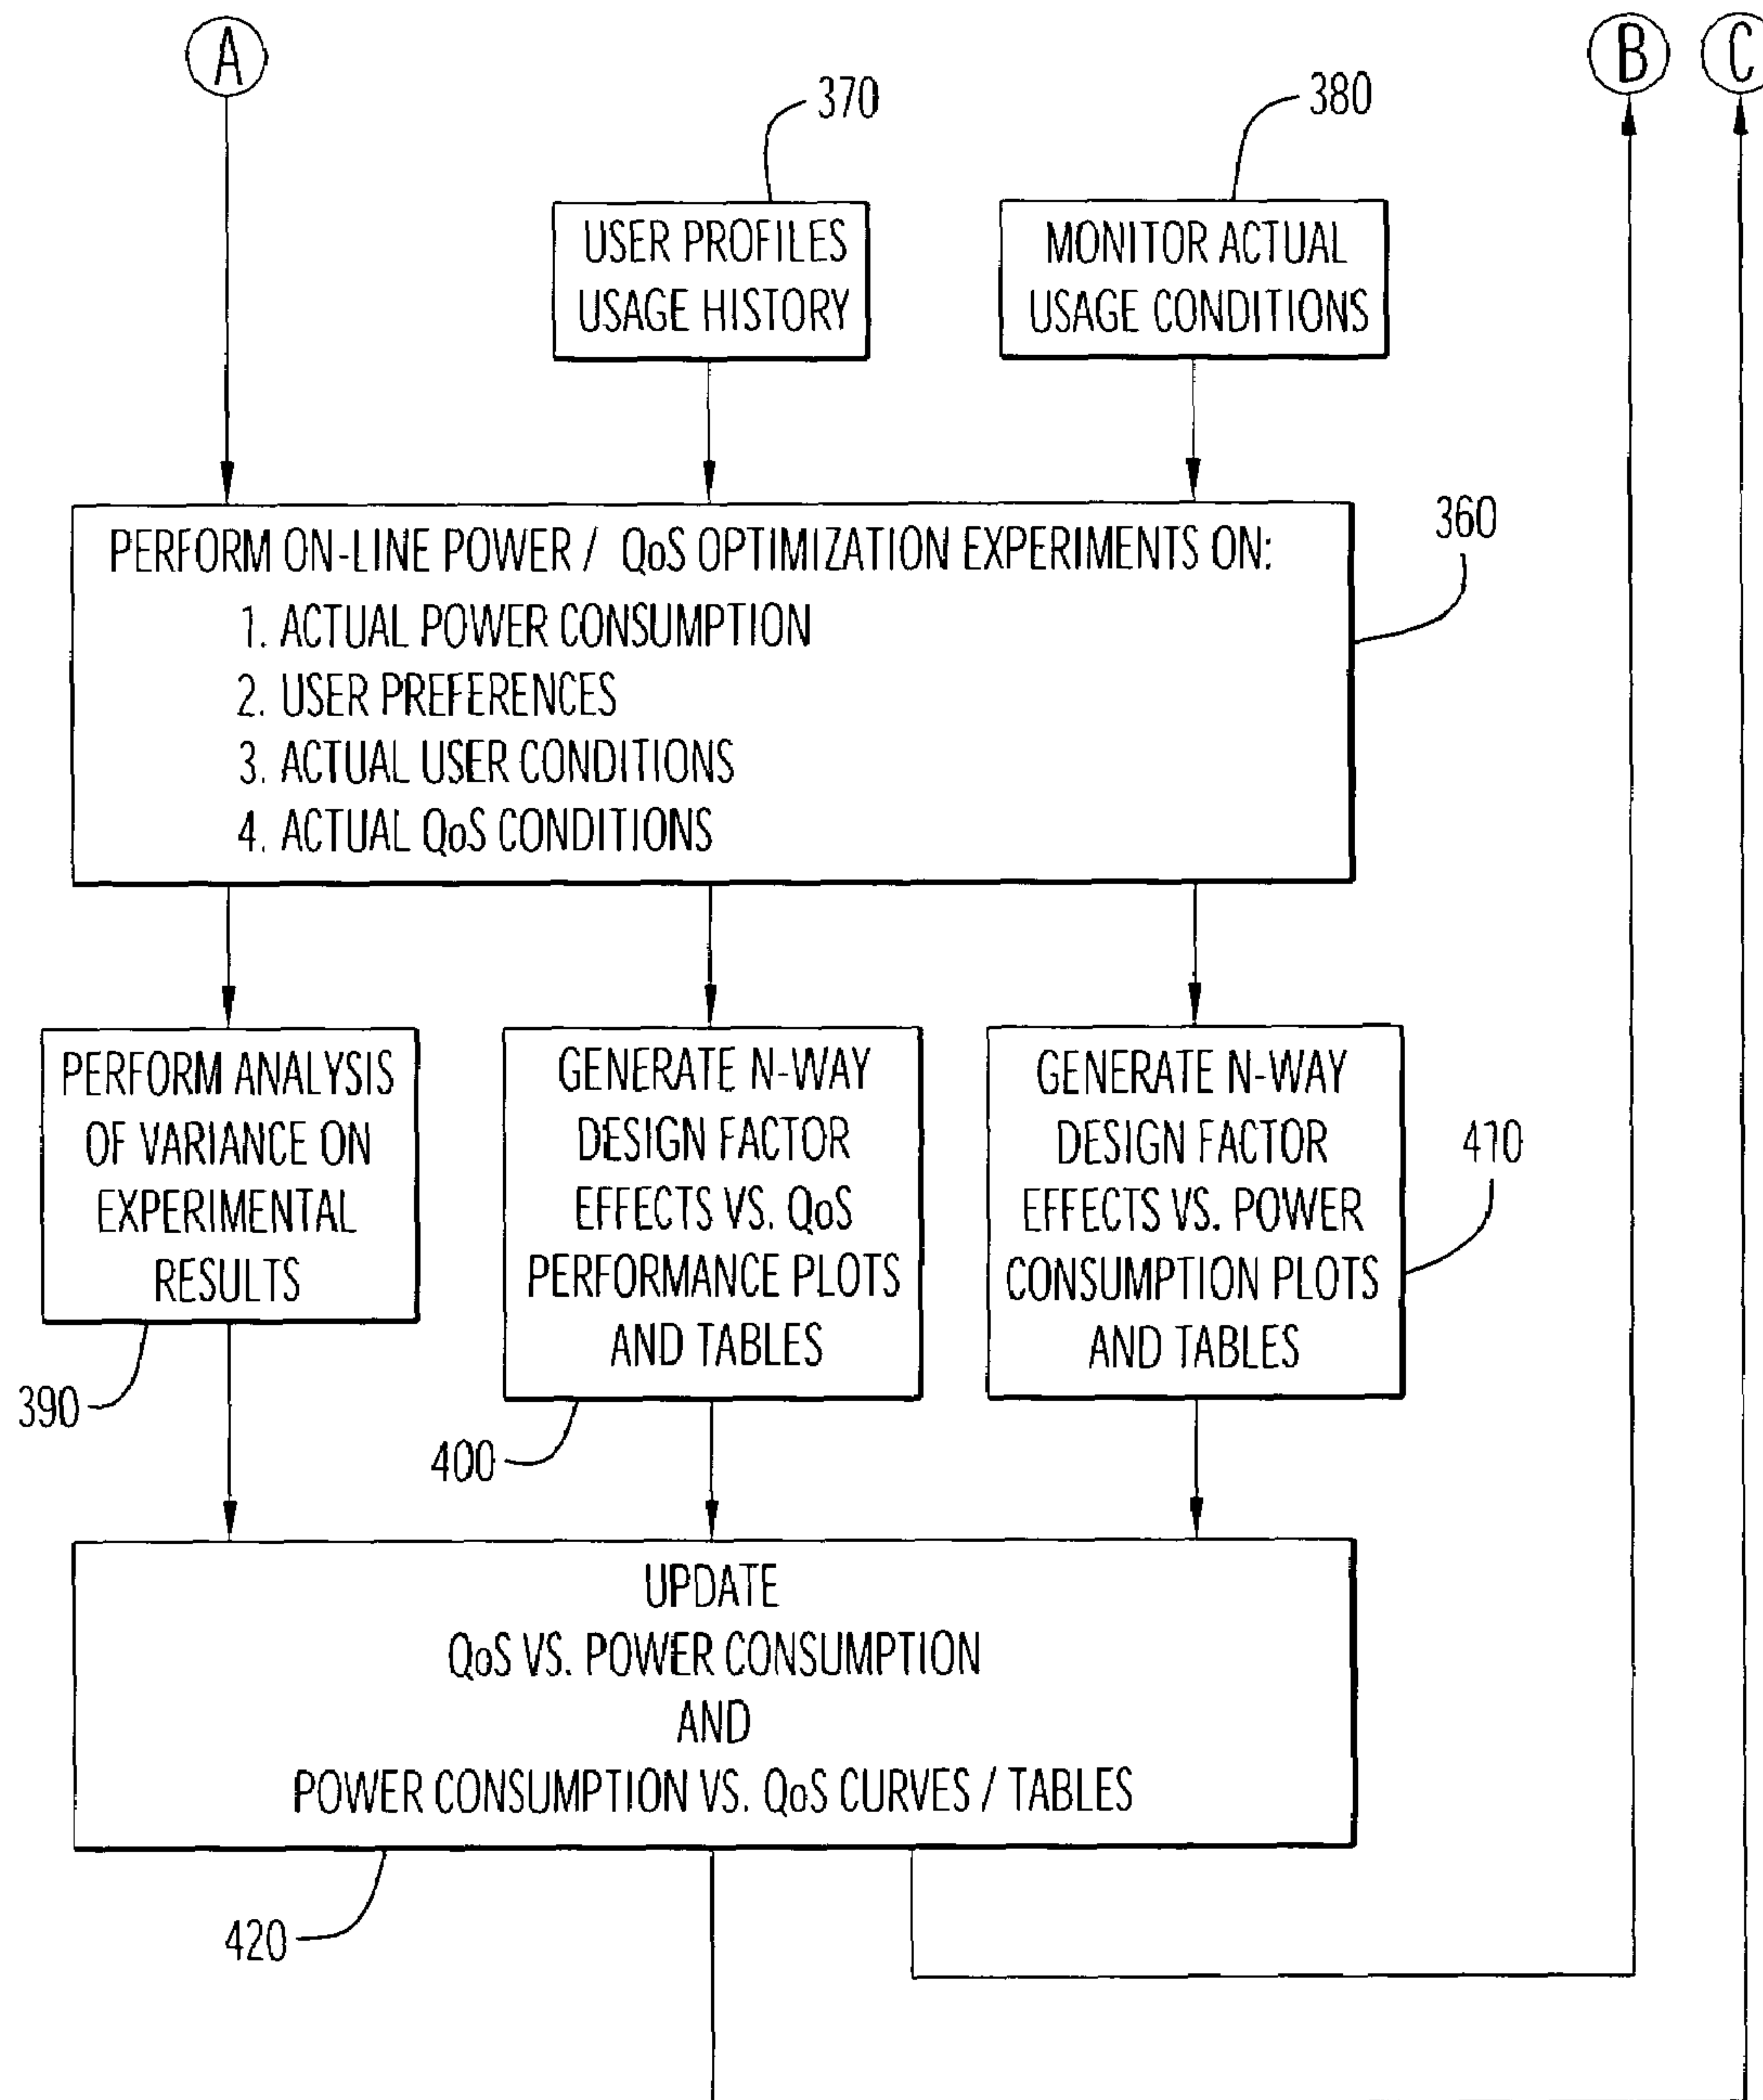 A
B
C
370
380
USER PROFILES
USAGE HISTORY
MONITOR ACTUAL
USAGE CONDITIONS
360
PERFORM ON-LINE POWER / QoS OPTIMIZATION EXPERIMENTS ON:
1. ACTUAL POWER CONSUMPTION
2. USER PREFERENCES
3. ACTUAL USER CONDITIONS
4. ACTUAL QoS CONDITIONS
PERFORM ANALYSIS
OF VARIANCE ON
EXPERIMENTAL
RESULTS
390
GENERATE N-WAY
DESIGN FACTOR
EFFECTS VS. QoS
PERFORMANCE PLOTS
AND TABLES
400
GENERATE N-WAY
DESIGN FACTOR
EFFECTS VS. POWER
CONSUMPTION PLOTS
AND TABLES
410
UPDATE
QoS VS. POWER CONSUMPTION
AND
POWER CONSUMPTION VS. QoS CURVES / TABLES
420